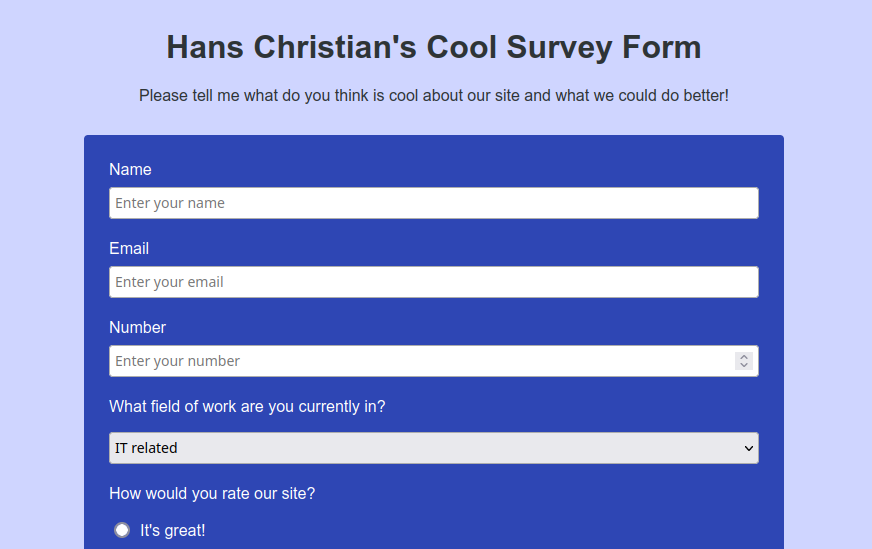 Hans Christian's Cool Survey Form
Please tell me what do you think is cool about our site and what we could do better!
Name
Enter your name
Email
Enter your email
Number
Enter your number
What field of work are you currently in?
IT related
How would you rate our site?
It's great!